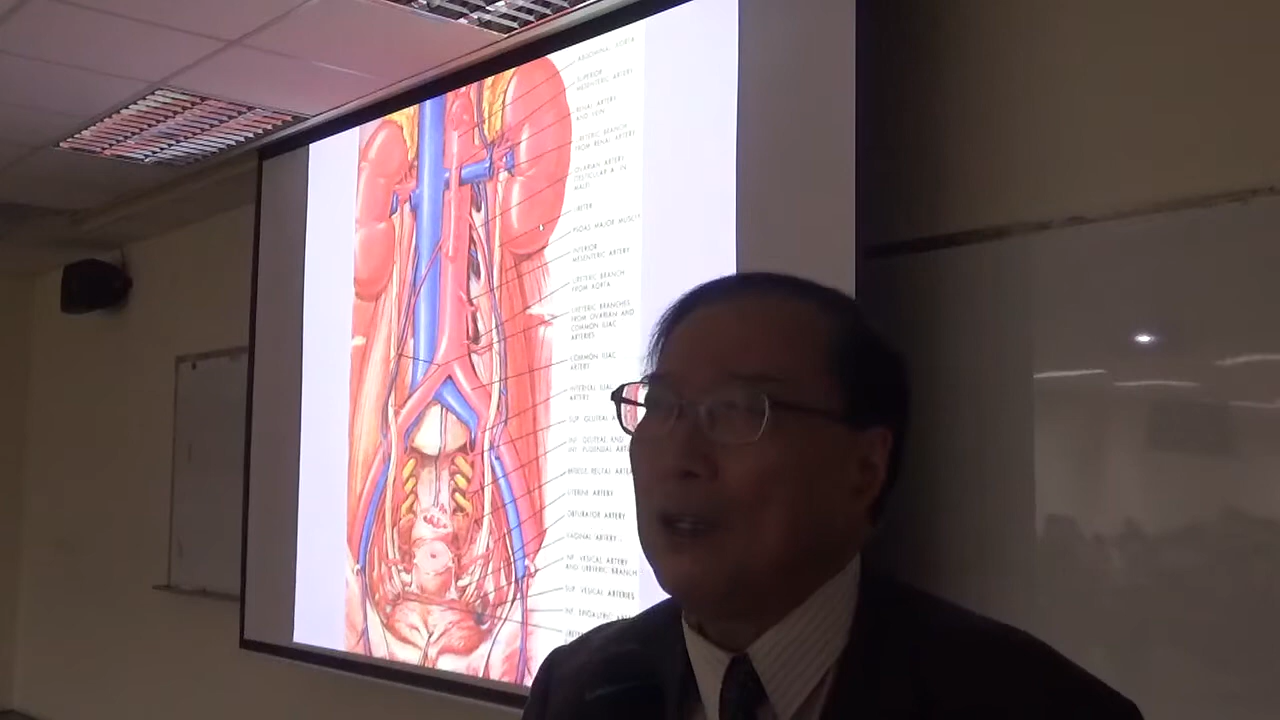 ABDOMINAL AORTA
SUPERIOR
MESENTERIC ARTERY
RENAL ARTERY
AND VEIN
URETERIC BRANCH
FROM RENAL ARTERY
OVARIAN ARTERY
(TESTICULAR A. IN
MALE)
URETER
PSOAS MAJOR MUSCLE
INFERIOR
MESENTERIC ARTERY
URETERIC BRANCH
FROM AORTA
URETERIC BRANCHES
FROM OVARIAN AND
COMMON ILIAC
ARTERIES
COMMON ILIAC
ARTERY
INTERNAL ILIAC
ARTERY
SUP. GLUTEAL
INF. GLUTEAL AND
INT. PUDENDAL
MIDDLE RECTAL ARTERY
UTERINE ARTERY
OBTURATOR ARTERY
VAGINAL ARTERY
INF. VESICAL ARTERY
AND URETERIC BRANCH
SUP. VESICAL ARTERIES
INF. EPIGASTRIC